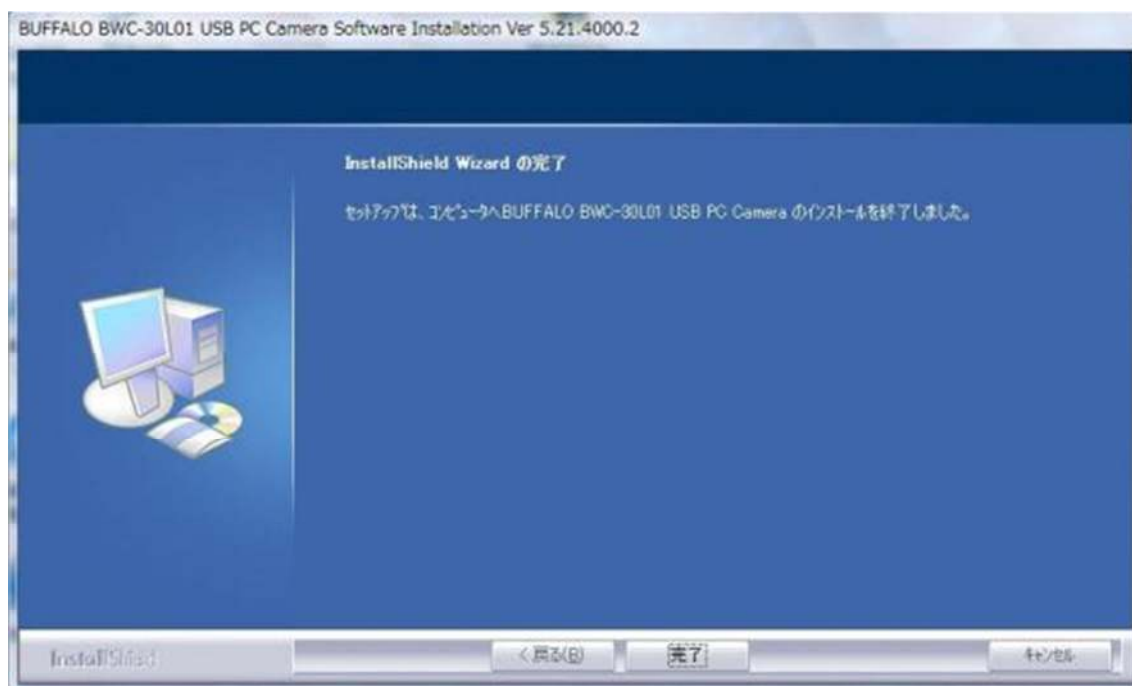 BUFFALO BWC-30L01 USB PC Camera Software Installation Ver 5.21.4000.2
InstallShield Wizard の完了
セットアップは、コンピュータへBUFFALO BWC-30L01 USB PC Camera のインストールを終了しました。
InstallShield
< 戻る(B)
完了
キャンセル